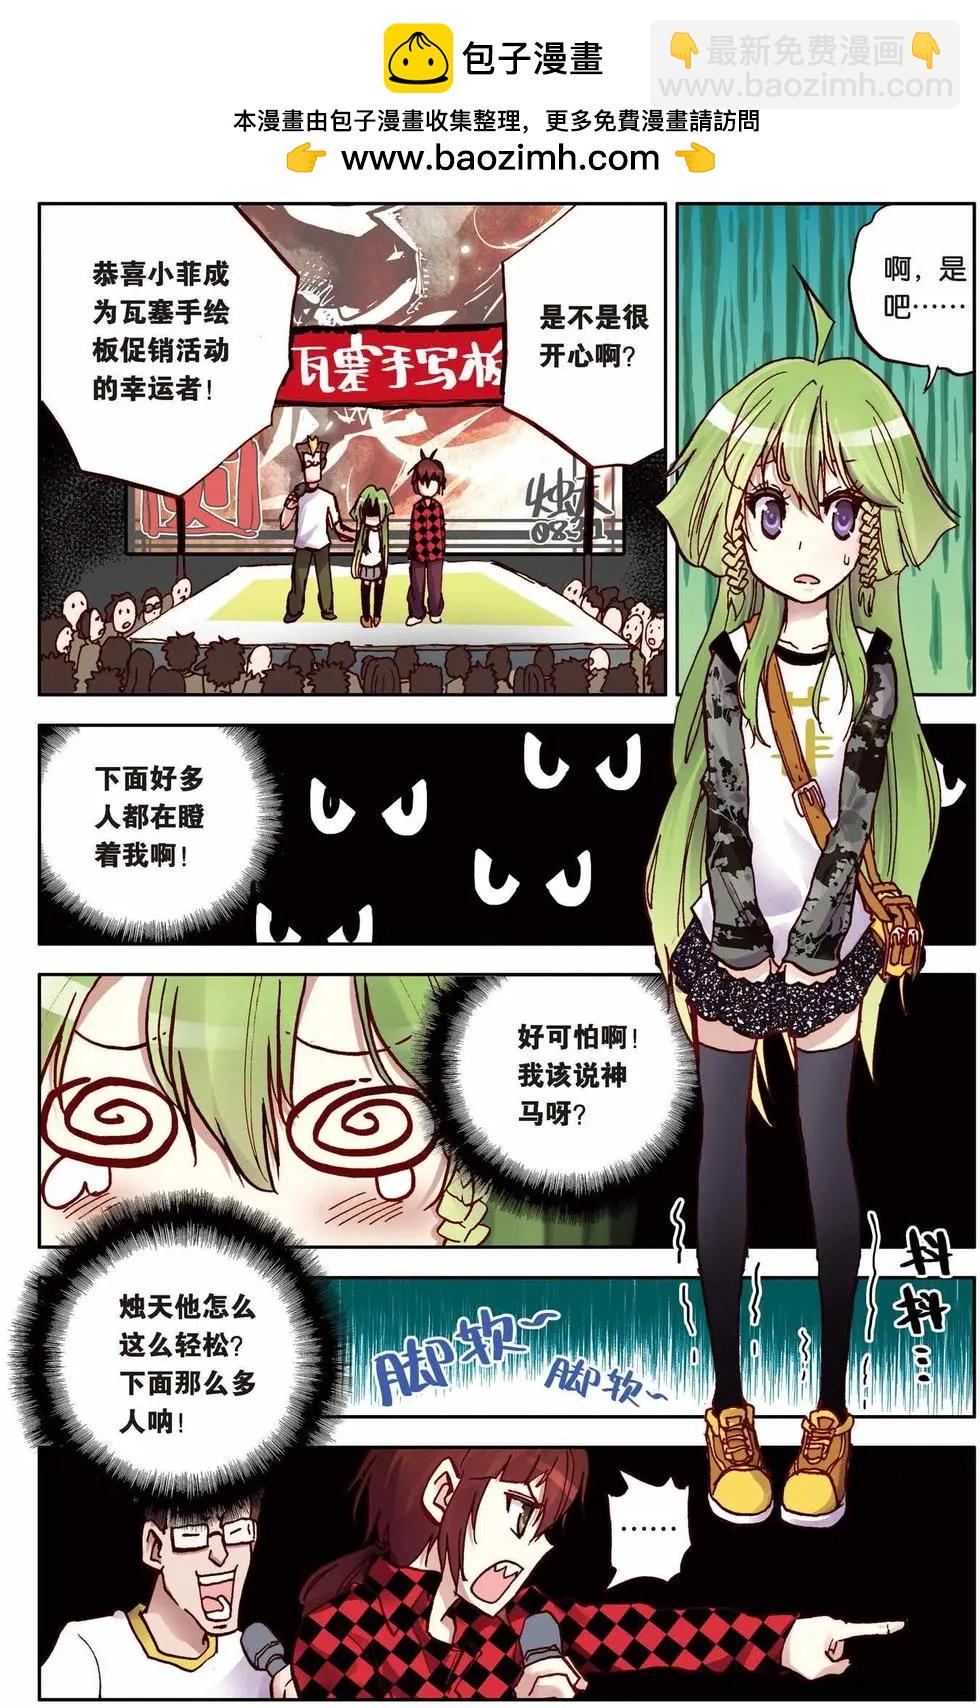 包子漫畫
👇最新免费漫画👇
www.baozimh.com
本漫畫由包子漫畫收集整理，更多免費漫畫請訪問
👉 www.baozimh.com 👈
恭喜小菲成
为瓦塞手绘
板促销活动
的幸运者！
瓦塞手写板
是不是很
开心啊？
烛天
0831
啊，是
吧……
菲
下面好多
人都在瞪
着我啊！
好可怕啊！
我该说神
马呀？
烛天他怎么
这么轻松？
下面那么多
人呐！
脚软~
脚软~
抖
抖
……